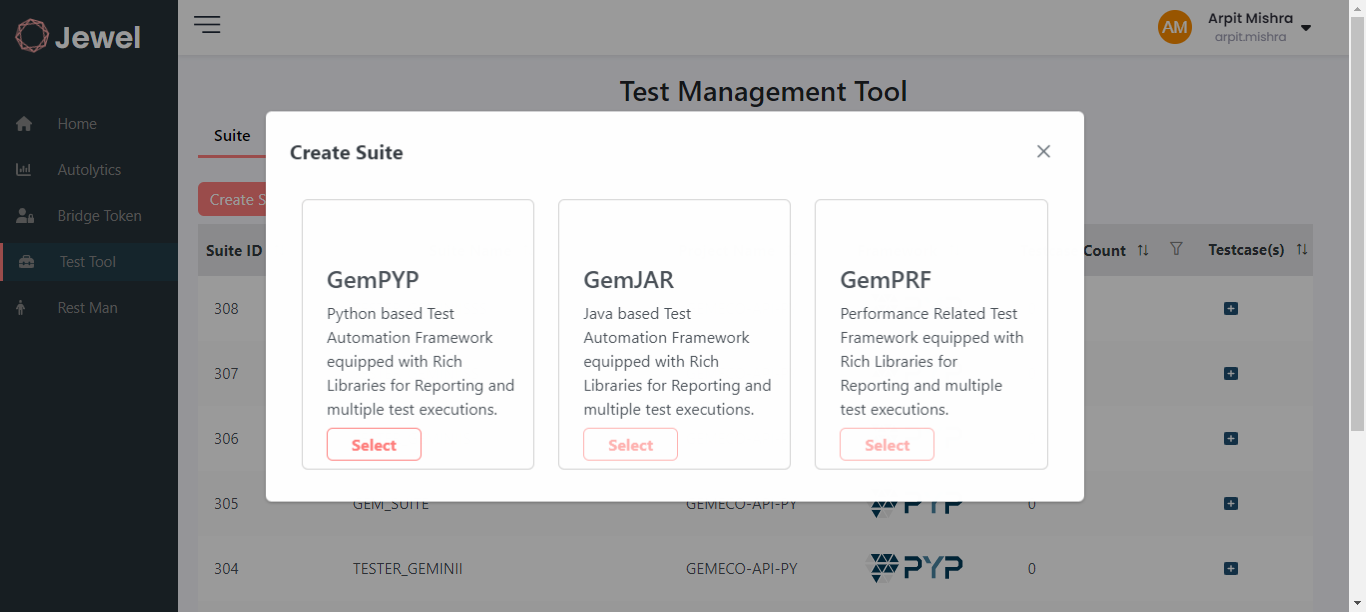 Jewel
AM
Arpit Mishra
arpit.mishra
Home
Autolytics
Bridge Token
Test Tool
Rest Man
Test Management Tool
Suite
Create S
Suite ID
Count
Testcase(s)
Create Suite
GemPYP
Python based Test
Automation Framework
equipped with Rich
Libraries for Reporting and
multiple test executions.
Select
GemJAR
Java based Test
Automation Framework
equipped with Rich
Libraries for Reporting and
multiple test executions.
Select
GemPRF
Performance Related Test
Framework equipped with
Rich Libraries for
Reporting and multiple
test executions.
Select
308
307
306
305 GEM_SUITE GEMECO-API-PY PYP 0
304 TESTER_GEMINII GEMECO-API-PY PYP 0